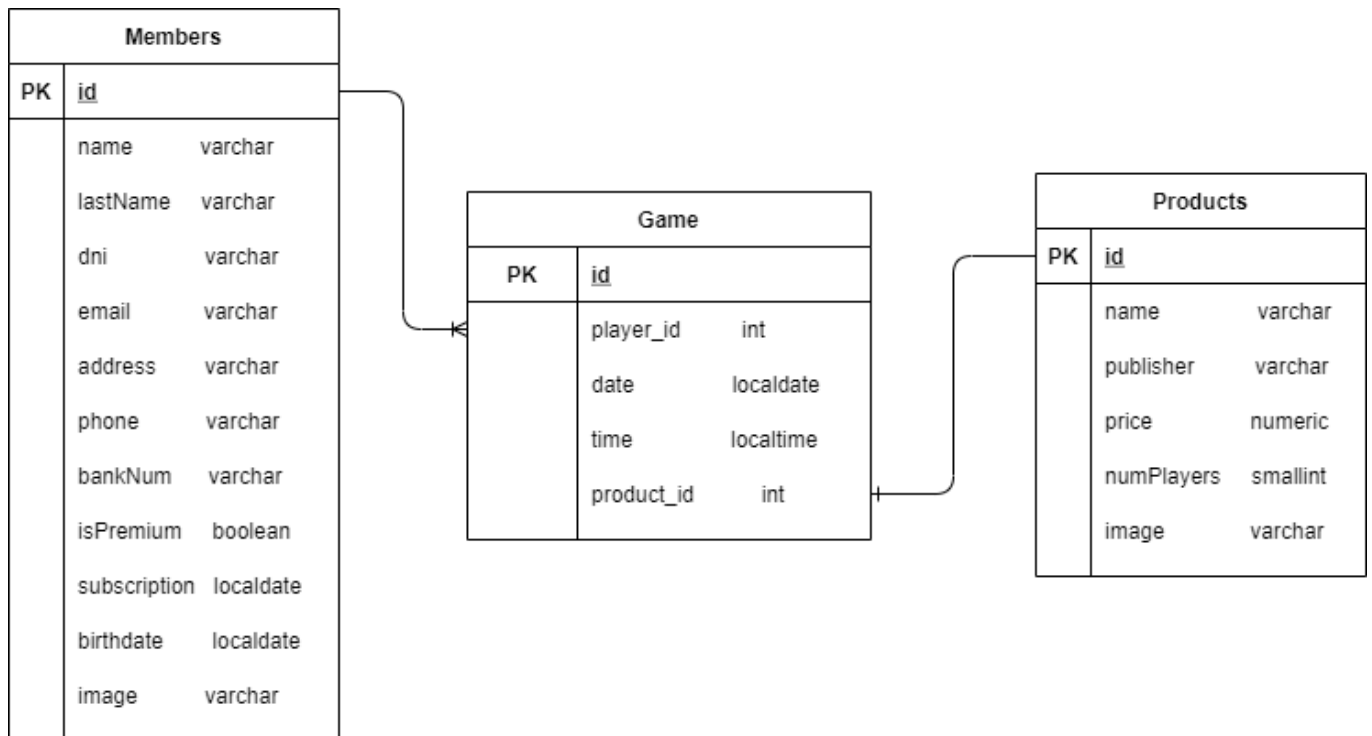 Members
PK id
name varchar
lastName varchar
dni varchar
email varchar
address varchar
phone varchar
bankNum varchar
isPremium boolean
subscription localdate
birthdate localdate
image varchar
Game
PK id
player_id int
date localdate
time localtime
product_id int
Products
PK id
name varchar
publisher varchar
price numeric
numPlayers smallint
image varchar